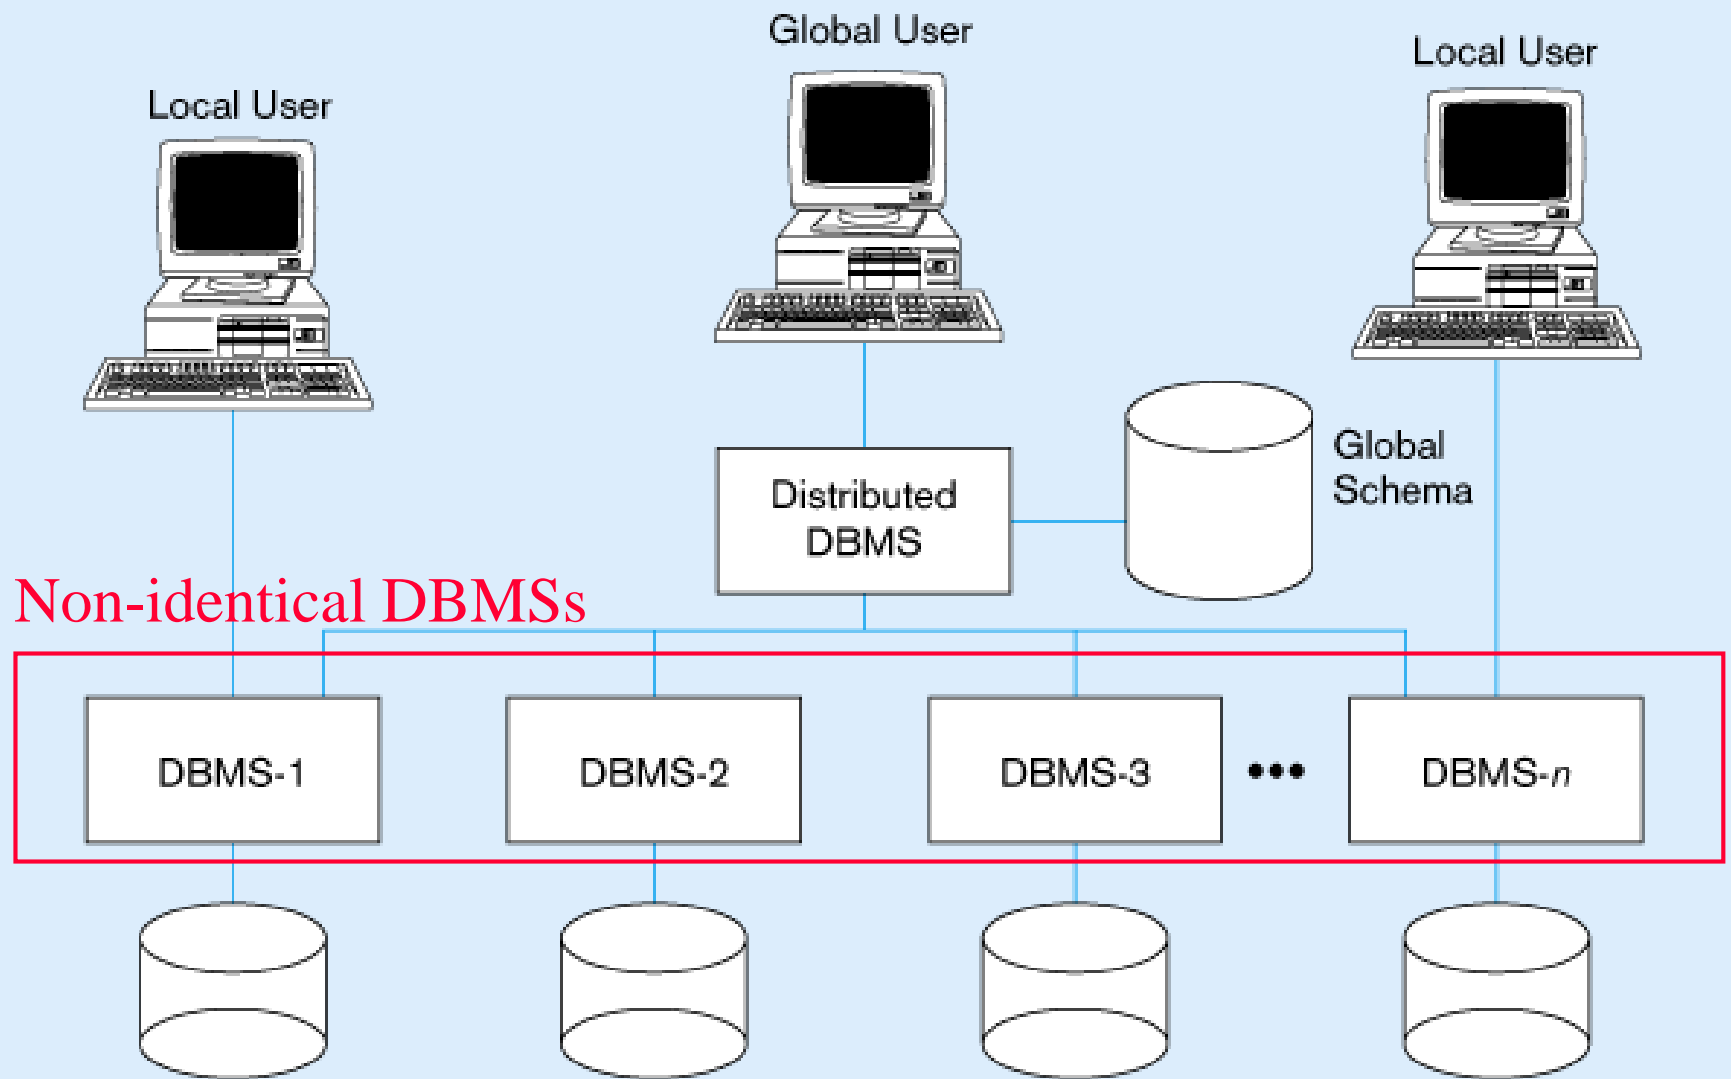 Global User
Local User
Local User
Global
Schema
Distributed
DBMS
Non-identical DBMSs
DBMS-1
DBMS-2
DBMS-3
•••
DBMS-n